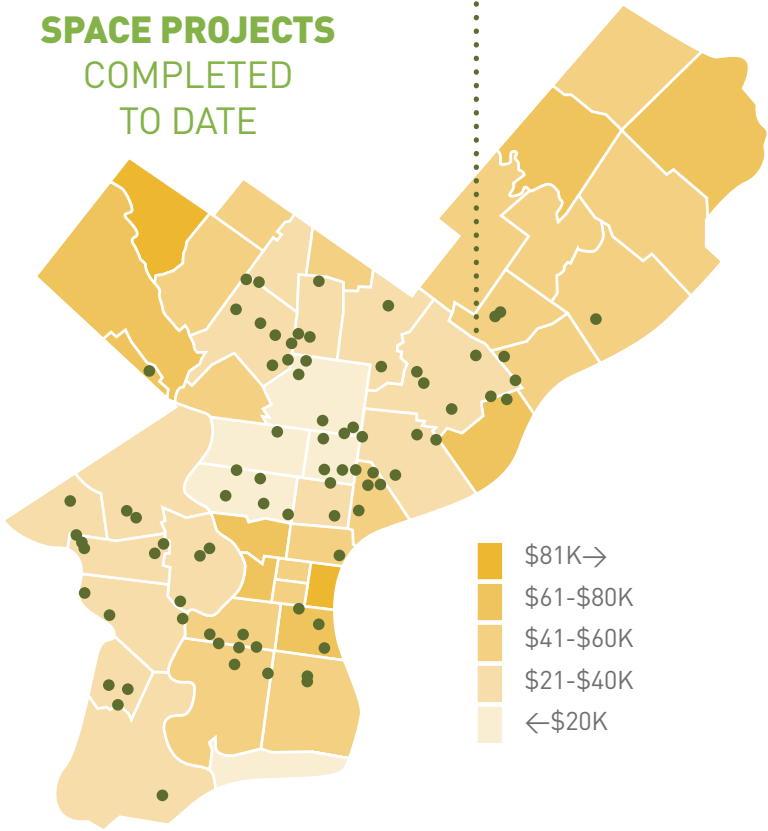 SPACE PROJECTS
COMPLETED
TO DATE
$81K→
$61-$80K
$41-$60K
$21-$40K
←$20K